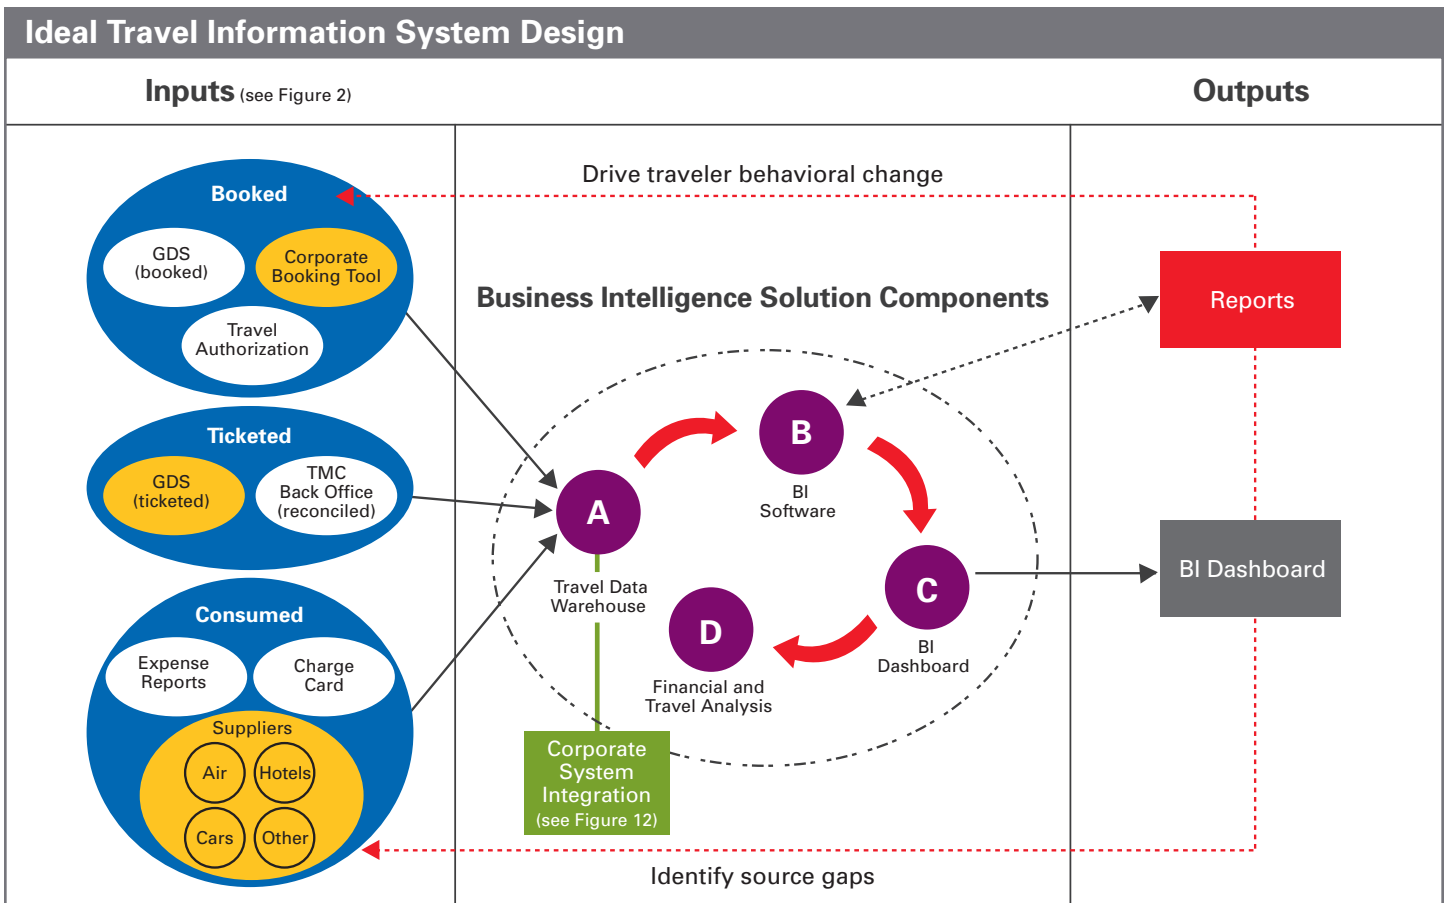 Ideal Travel Information System Design
Inputs (see Figure 2)
Outputs
Booked
GDS
(booked)
Corporate
Booking Tool
Travel
Authorization
Ticketed
GDS
(ticketed)
TMC
Back Office
(reconciled)
Consumed
Expense
Reports
Charge
Card
Suppliers
Air
Hotels
Cars
Other
Drive traveler behavioral change
Business Intelligence Solution Components
A
Travel Data
Warehouse
B
BI
Software
C
BI
Dashboard
D
Financial and
Travel Analysis
Corporate
System
Integration
(see Figure 12)
Identify source gaps
Reports
BI Dashboard